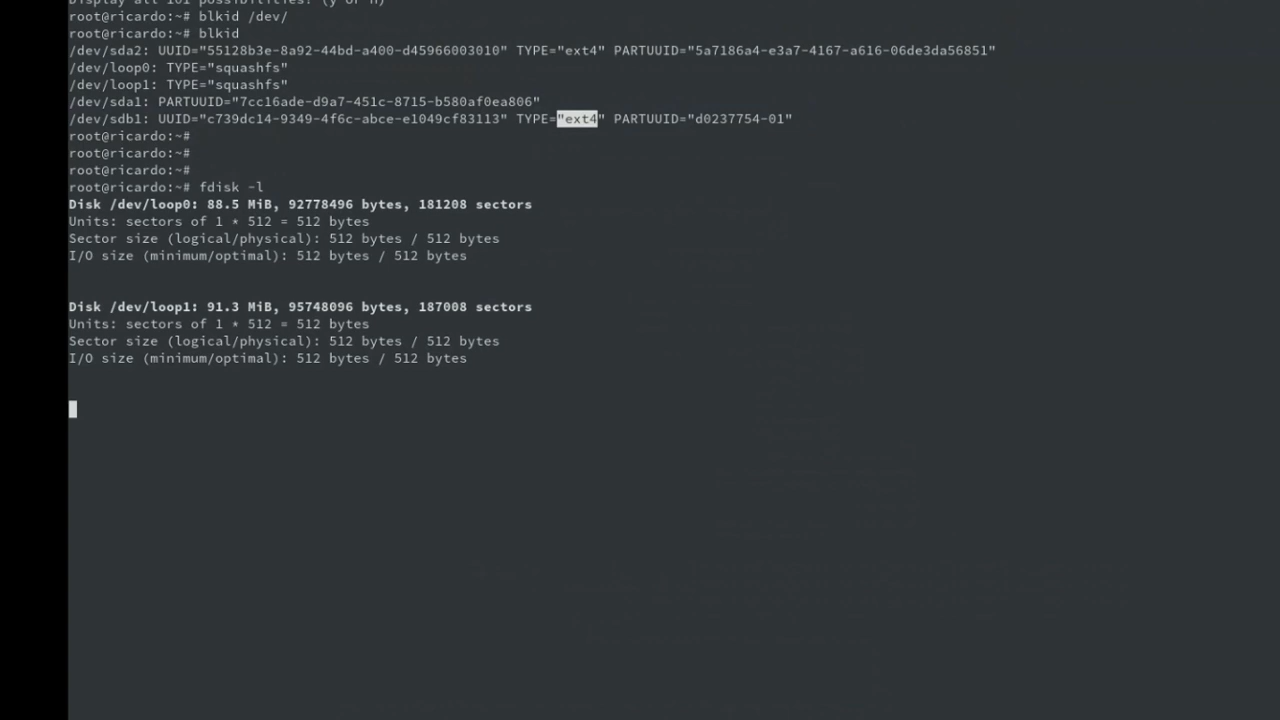 Display all 101 possibilities? (y or n)
root@ricardo:~# blkid /dev/
root@ricardo:~# blkid
/dev/sda2: UUID="55128b3e-8a92-44bd-a400-d45966003010" TYPE="ext4" PARTUUID="5a7186a4-e3a7-4167-a616-06de3da56851"
/dev/loop0: TYPE="squashfs"
/dev/loop1: TYPE="squashfs"
/dev/sda1: PARTUUID="7cc16ade-d9a7-451c-8715-b580af0ea806"
/dev/sdb1: UUID="c739dc14-9349-4f6c-abce-e1049cf83113" TYPE="ext4" PARTUUID="d0237754-01"
root@ricardo:~#
root@ricardo:~#
root@ricardo:~#
root@ricardo:~# fdisk -l
Disk /dev/loop0: 88.5 MiB, 92778496 bytes, 181208 sectors
Units: sectors of 1 * 512 = 512 bytes
Sector size (logical/physical): 512 bytes / 512 bytes
I/O size (minimum/optimal): 512 bytes / 512 bytes
Disk /dev/loop1: 91.3 MiB, 95748096 bytes, 187008 sectors
Units: sectors of 1 * 512 = 512 bytes
Sector size (logical/physical): 512 bytes / 512 bytes
I/O size (minimum/optimal): 512 bytes / 512 bytes